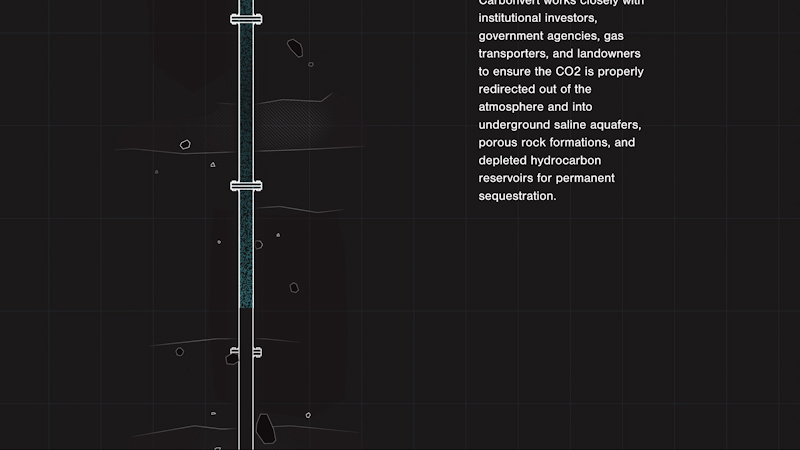 Carbonvert works closely with
institutional investors,
government agencies, gas
transporters, and landowners
to ensure the CO2 is properly
redirected out of the
atmosphere and into
underground saline aquafers,
porous rock formations, and
depleted hydrocarbon
reservoirs for permanent
sequestration.